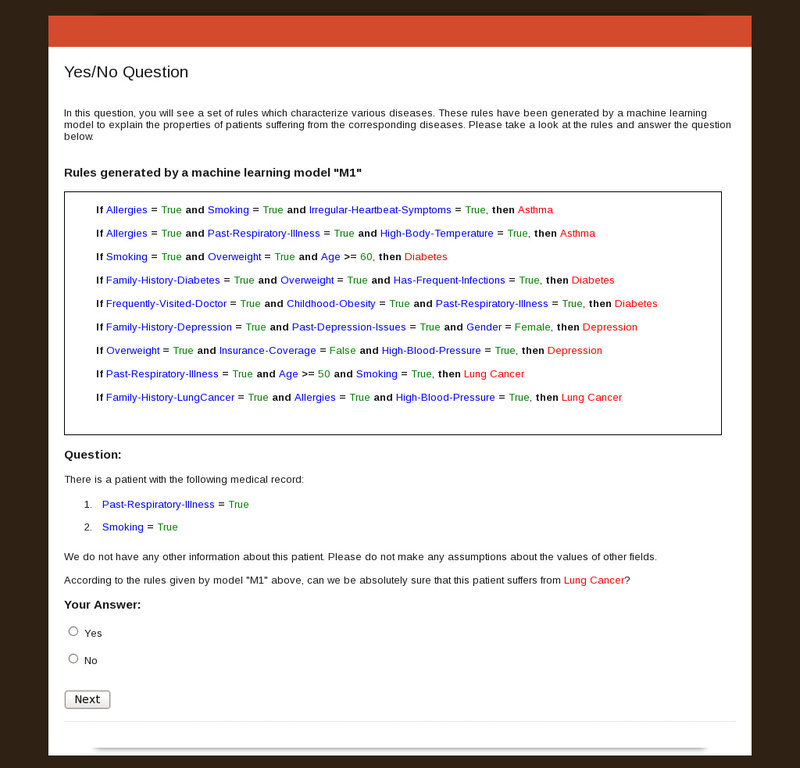 Yes/No Question
In this question, you will see a set of rules which characterize various diseases. These rules have been generated by a machine learning
model to explain the properties of patients suffering from the corresponding diseases. Please take a look at the rules and answer the question
below.
Rules generated by a machine learning model "M1"
If Allergies = True and Smoking = True and Irregular-Heartbeat-Symptoms = True, then Asthma
If Allergies = True and Past-Respiratory-Illness = True and High-Body-Temperature = True, then Asthma
If Smoking = True and Overweight = True and Age >= 60, then Diabetes
If Family-History-Diabetes = True and Overweight = True and Has-Frequent-Infections = True, then Diabetes
If Frequently-Visited-Doctor = True and Childhood-Obesity = True and Past-Respiratory-Illness = True, then Diabetes
If Family-History-Depression = True and Past-Depression-Issues = True and Gender = Female, then Depression
If Overweight = True and Insurance-Coverage = False and High-Blood-Pressure = True, then Depression
If Past-Respiratory-Illness = True and Age >= 50 and Smoking = True, then Lung Cancer
If Family-History-LungCancer = True and Allergies = True and High-Blood-Pressure = True, then Lung Cancer
Question:
There is a patient with the following medical record:
1. Past-Respiratory-Illness = True
2. Smoking = True
We do not have any other information about this patient. Please do not make any assumptions about the values of other fields.
According to the rules given by model "M1" above, can we be absolutely sure that this patient suffers from Lung Cancer?
Your Answer:
Yes
No
Next